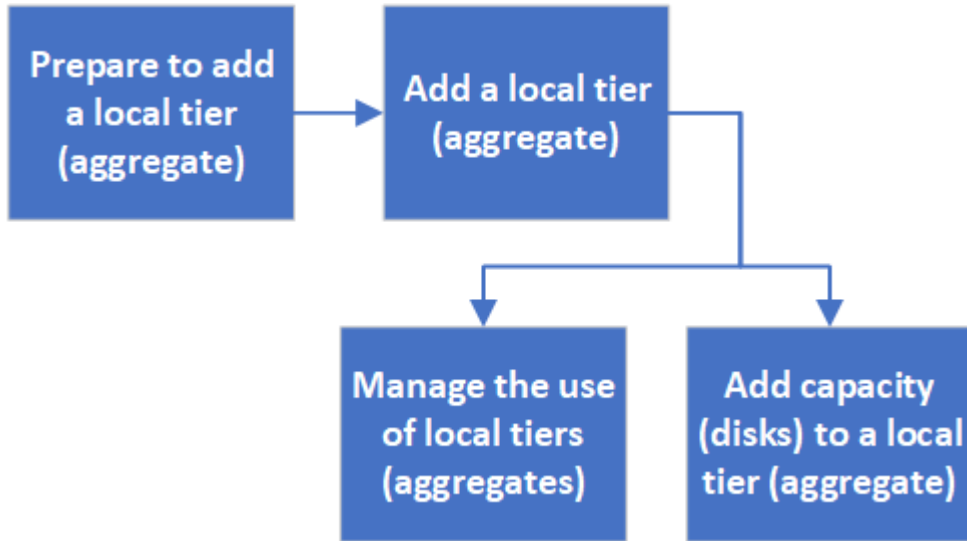 Prepare to add
a local tier
(aggregate)
Add a local tier
(aggregate)
Manage the use
of local tiers
(aggregates)
Add capacity
(disks) to a local
tier (aggregate)